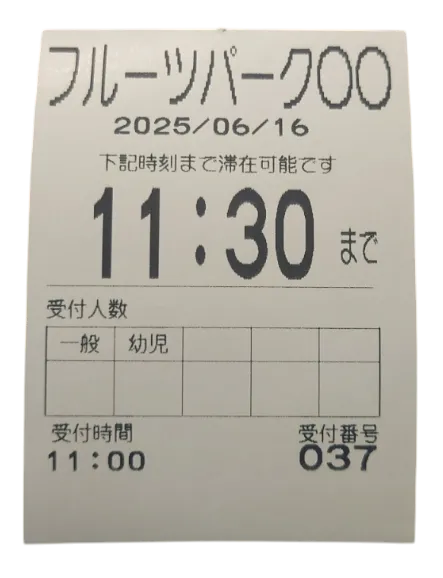 フルーツパーク〇〇
2025/06/16
下記時刻まで滞在可能です
11:30 まで
受付人数
一般 幼児
受付時間 受付番号
11:00 037